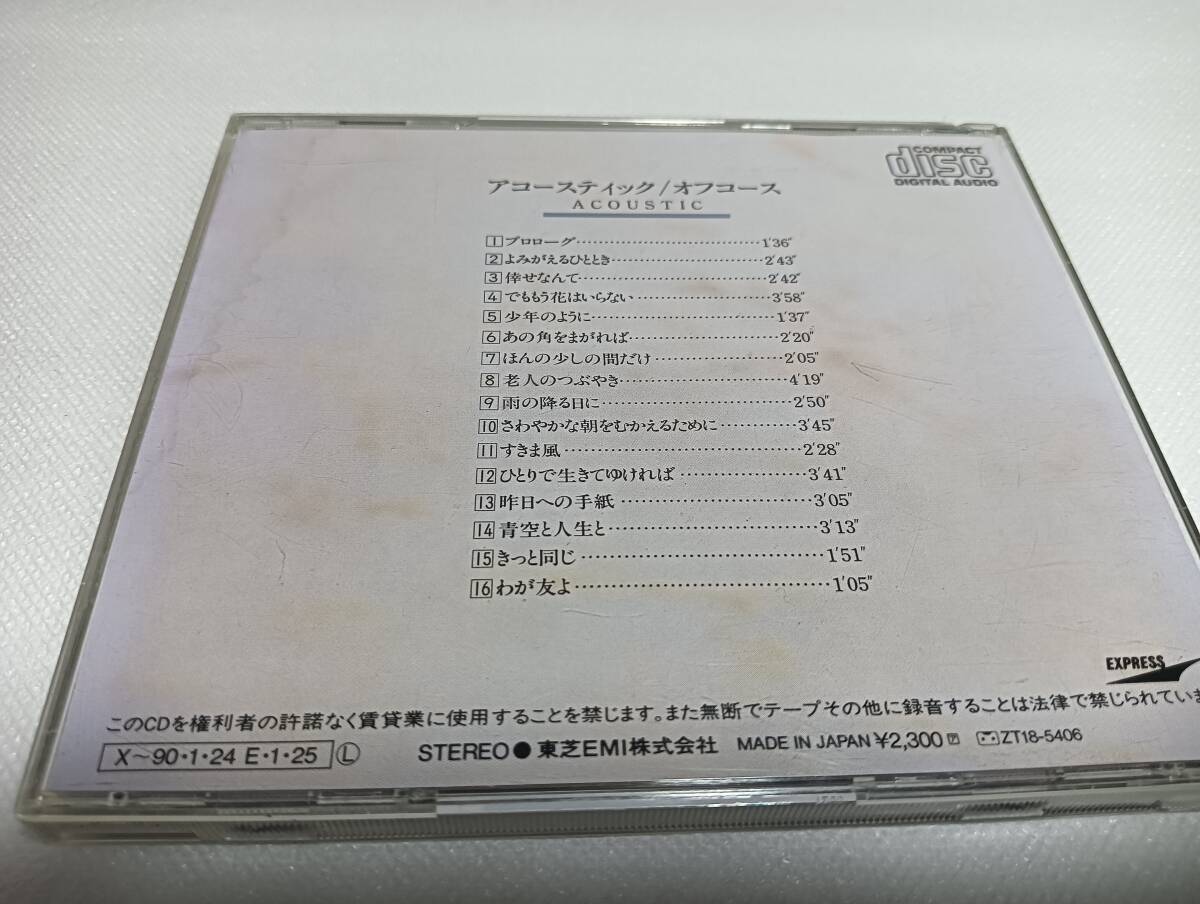 COMPACT
disc
DIGITAL AUDIO
アコースティック/オフコース
ACOUSTIC
1 プロローグ……………………………1'36"
2 よみがえるひととき………………………2'43"
3 倖せなんて……………………………2'42"
4 でももう花はいらない……………………3'58"
5 少年のように……………………………1'37"
6 あの角をまがれば………………………2'20"
7 ほんの少しの間だけ……………………2'05"
8 老人のつぶやき…………………………4'19"
9 雨の降る日に……………………………2'50"
10 さわやかな朝をむかえるために…………3'45"
11 すきま風…………………………………2'28"
12 ひとりで生きてゆければ…………………3'41"
13 昨日への手紙……………………………3'05"
14 青空と人生と……………………………3'13"
15 きっと同じ…………………………………1'51"
16 わが友よ…………………………………1'05"
EXPRESS
このCDを権利者の許諾なく賃貸業に使用することを禁じます。また無断でテープその他に録音することは法律で禁じられていま
X〜90・1・24 E・1・25 Ⓛ STEREO ● 東芝EMI株式会社 MADE IN JAPAN ¥2,300 ZT18-5406